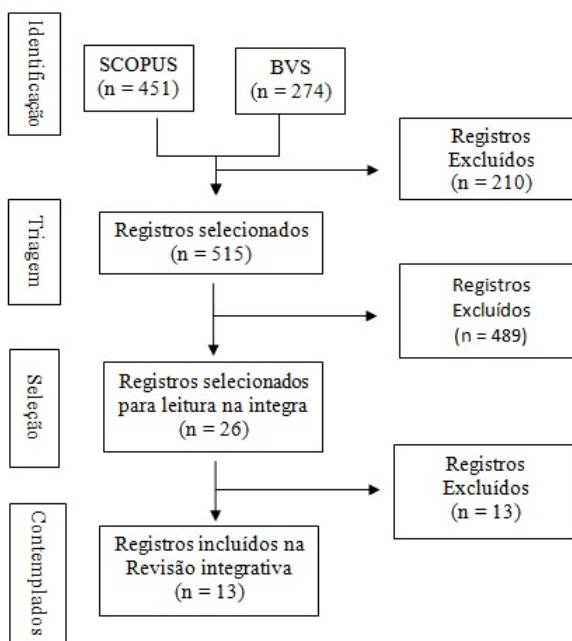 Identificação
SCOPUS
(n = 451)
BVS
(n = 274)
Registros
Excluídos
(n = 210)
Triagem
Registros selecionados
(n = 515)
Registros
Excluídos
(n = 489)
Seleção
Registros selecionados
para leitura na integra
(n = 26)
Registros
Excluídos
(n = 13)
Contemplados
Registros incluídos na
Revisão integrativa
(n = 13)